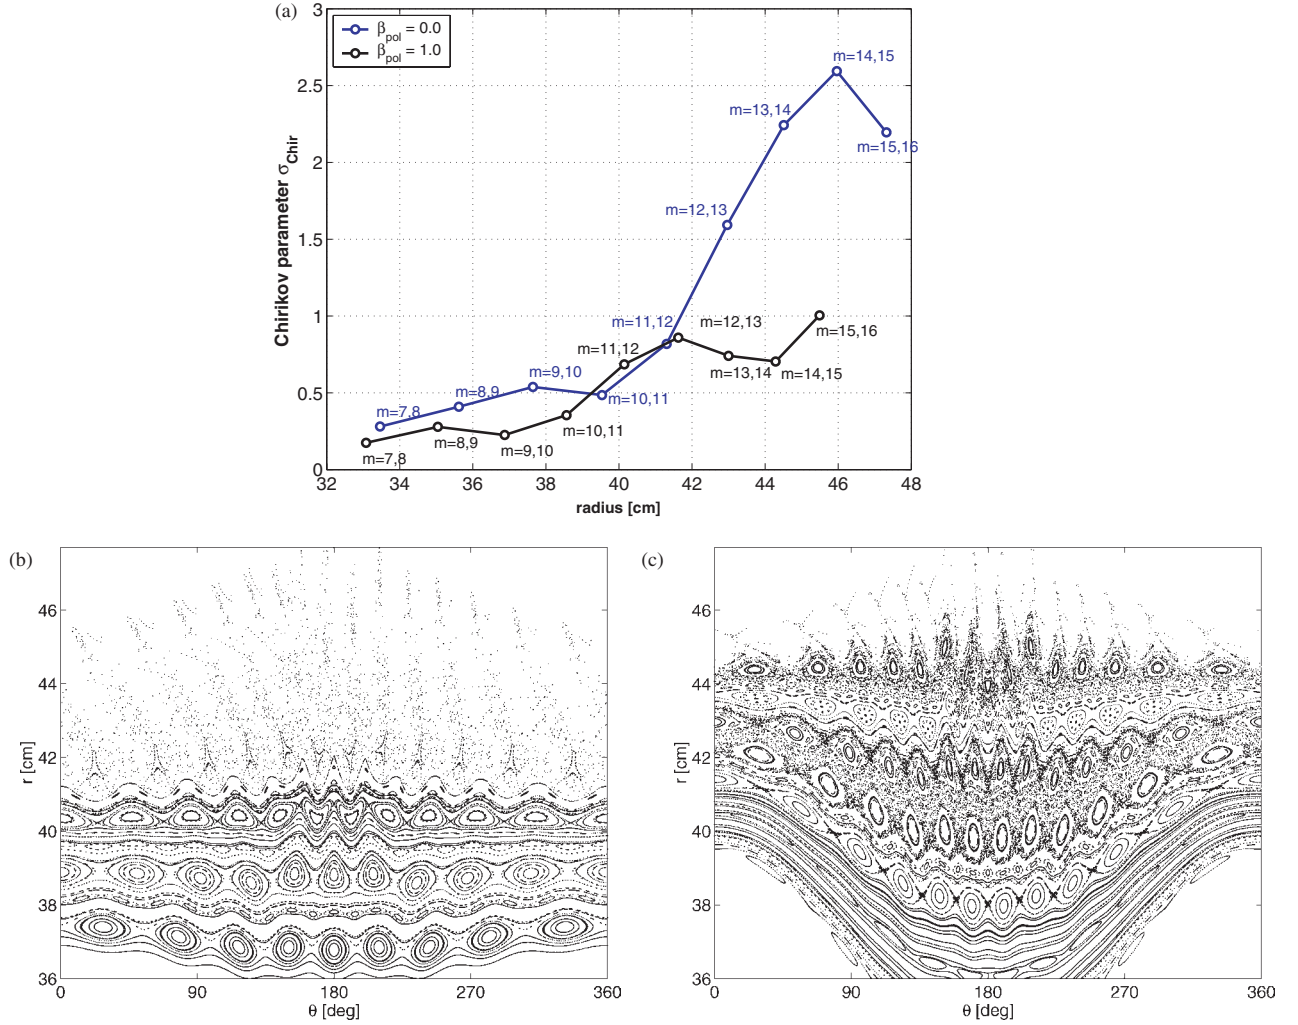 (a)
3
2.5
2
1.5
1
0.5
0
Chirikov parameter σChir
βpol = 0.0
βpol = 1.0
m=14,15
m=13,14
m=15,16
m=12,13
m=11,12
m=12,13
m=15,16
m=11,12
m=13,14
m=14,15
m=9,10
m=8,9
m=10,11
m=7,8
m=10,11
m=8,9
m=9,10
m=7,8
32 34 36 38 40 42 44 46 48
radius [cm]
(b)
46
44
42
40
38
36
r [cm]
0 90 180 270 360
θ [deg]
(c)
46
44
42
40
38
36
r [cm]
0 90 180 270 360
θ [deg]